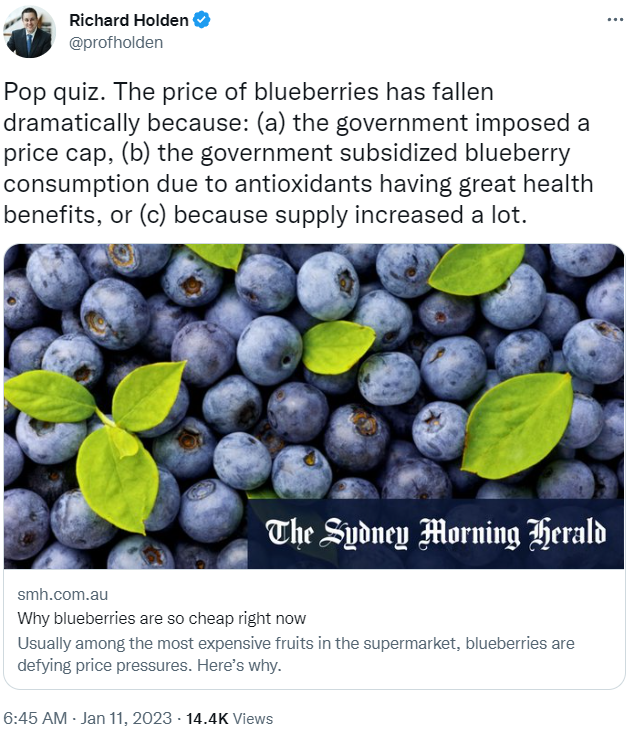 Richard Holden
@profholden
Pop quiz. The price of blueberries has fallen
dramatically because: (a) the government imposed a
price cap, (b) the government subsidized blueberry
consumption due to antioxidants having great health
benefits, or (c) because supply increased a lot.
The Sydney Morning Herald
smh.com.au
Why blueberries are so cheap right now
Usually among the most expensive fruits in the supermarket, blueberries are
defying price pressures. Here’s why.
6:45 AM · Jan 11, 2023 · 14.4K Views